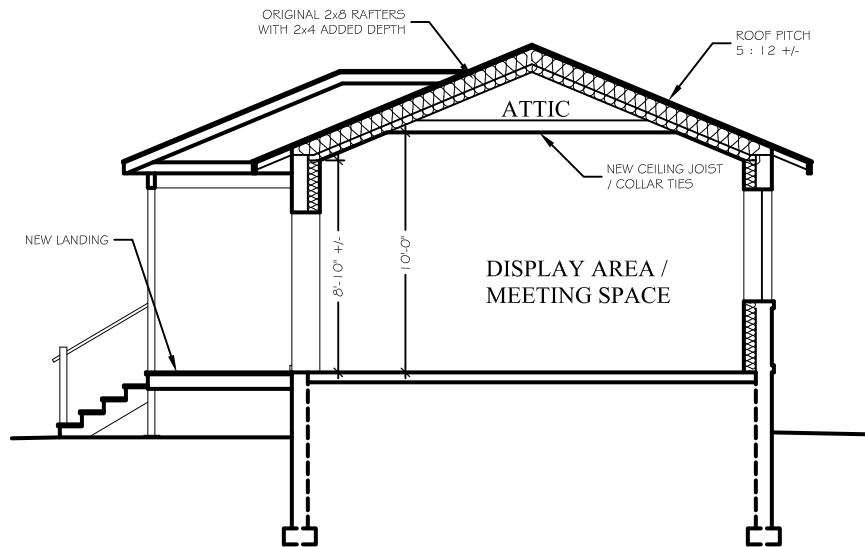 ORIGINAL 2x8 RAFTERS
WITH 2x4 ADDED DEPTH
ROOF PITCH
5 : 12 +/-
ATTIC
NEW CEILING JOIST
/ COLLAR TIES
NEW LANDING
8'-10" +/-
10'-0"
DISPLAY AREA /
MEETING SPACE